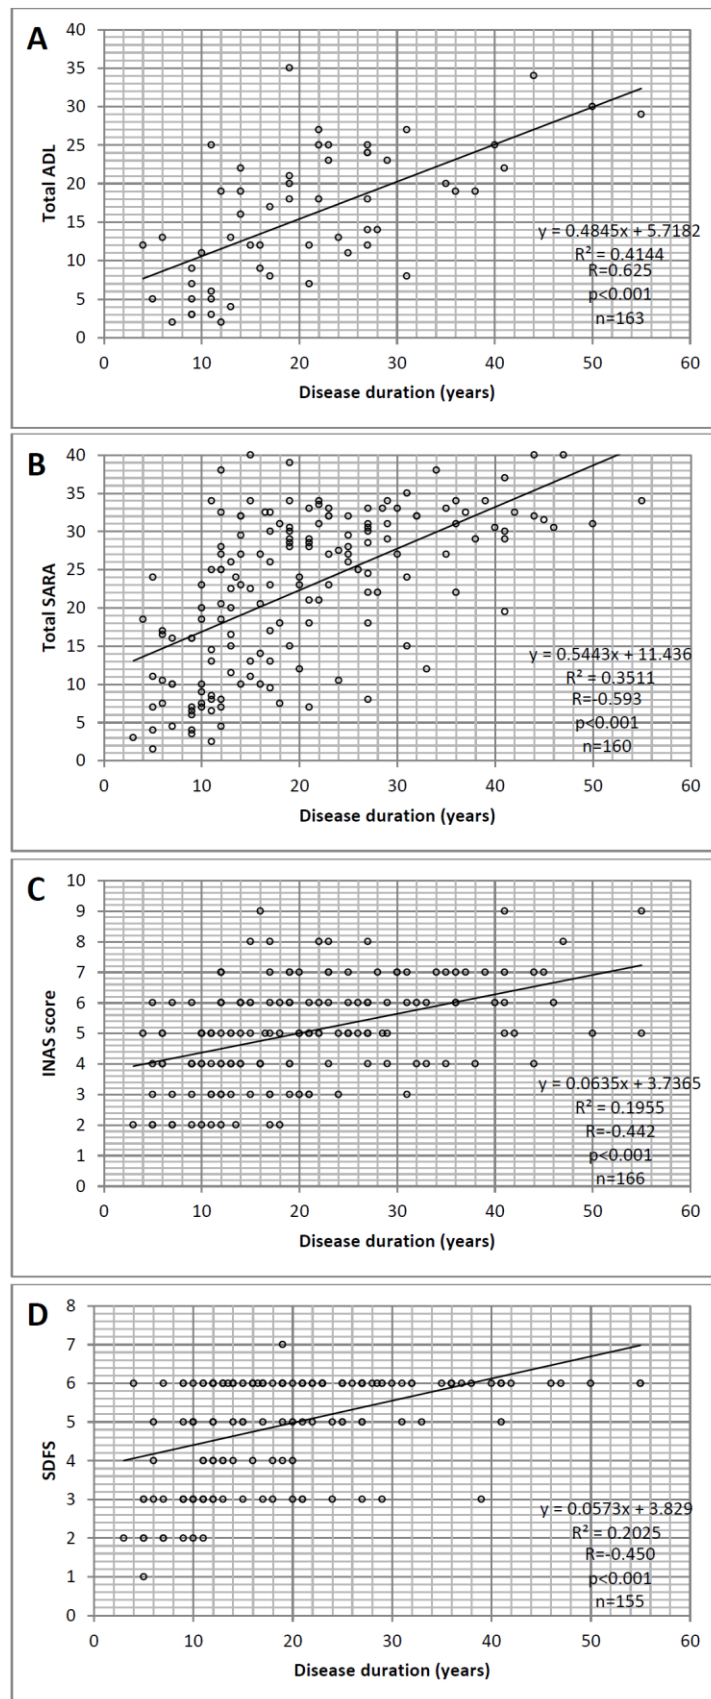 A
40
35
30
25
20
15
10
5
0
Total ADL
y = 0.4845x + 5.7182
R² = 0.4144
R=0.625
p<0.001
n=163
0 10 20 30 40 50 60
Disease duration (years)
B
40
35
30
25
20
15
10
5
0
Total SARA
y = 0.5443x + 11.436
R² = 0.3511
R=-0.593
p<0.001
n=160
0 10 20 30 40 50 60
Disease duration (years)
C
10
9
8
7
6
5
4
3
2
1
0
INAS score
y = 0.0635x + 3.7365
R² = 0.1955
R=-0.442
p<0.001
n=166
0 10 20 30 40 50 60
Disease duration (years)
D
8
7
6
5
4
3
2
1
0
SDFS
y = 0.0573x + 3.829
R² = 0.2025
R=-0.450
p<0.001
n=155
0 10 20 30 40 50 60
Disease duration (years)